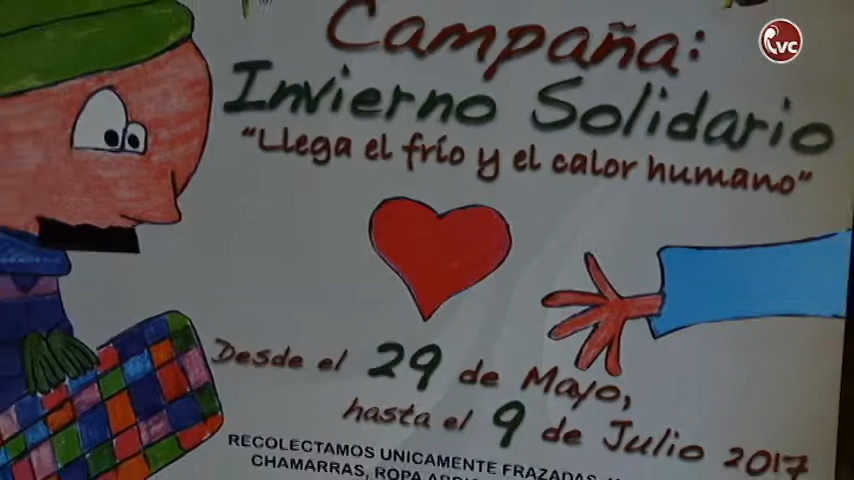 Campaña:
Invierno Solidario
"Llega el frío y el calor humano"
Desde el 29 de Mayo,
hasta el 9 de Julio 2017
RECOLECTAMOS UNICAMENTE FRAZADAS,
CHAMARRAS, ROPA
LVC